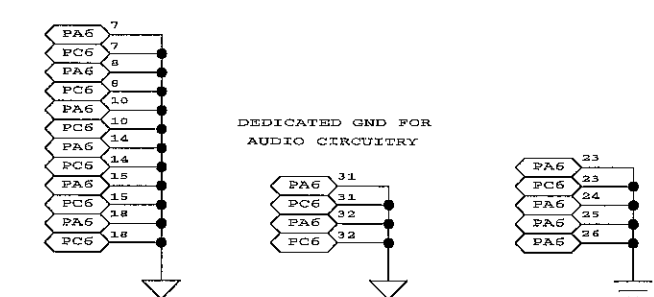 PA6 7
PC6 7
PA6 8
PC6 8
PA6 10
PC6 10
PA6 14
PC6 14
PA6 15
PC6 15
PA6 18
PC6 18
DEDICATED GND FOR
AUDIO CIRCUITRY
PA6 31
PC6 31
PA6 32
PC6 32
PA6 23
PC6 23
PA6 24
PA6 25
PA6 26